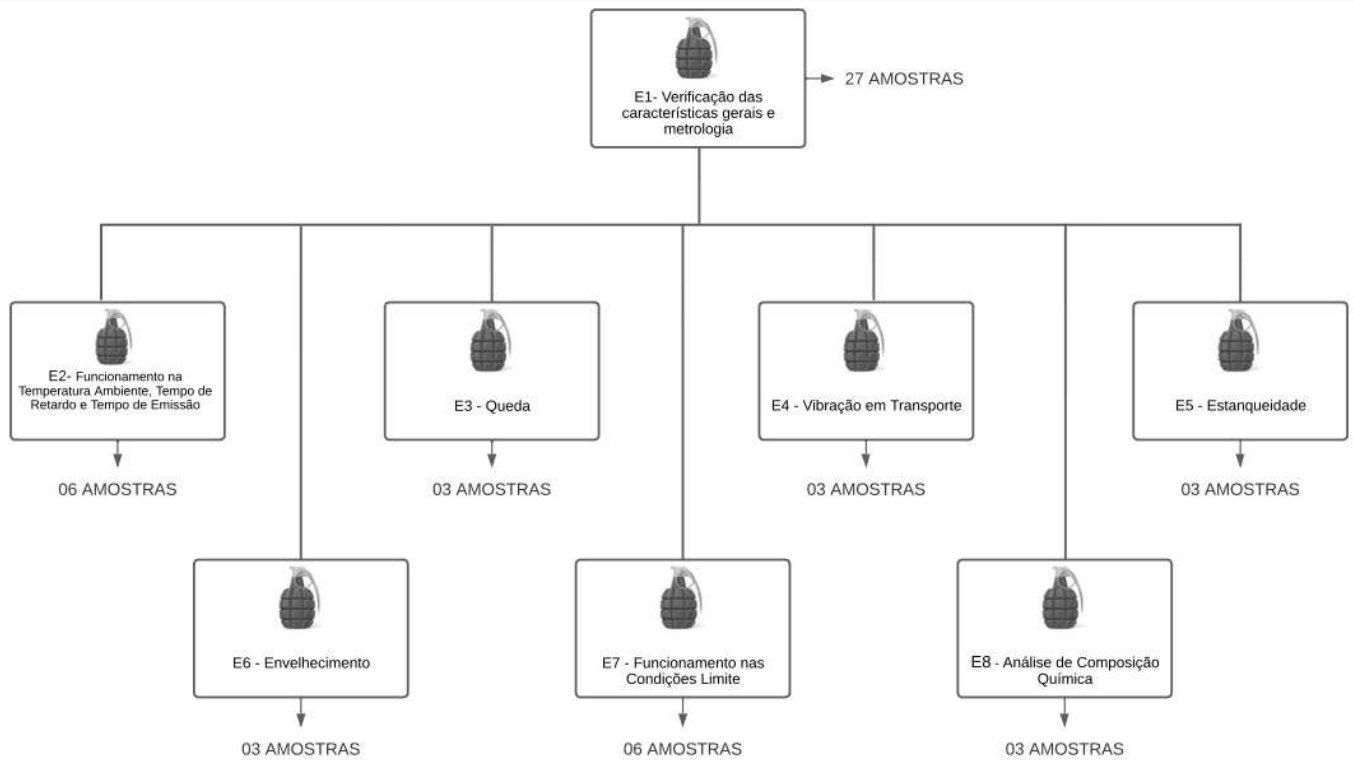 E1- Verificação das
características gerais e
metrologia
27 AMOSTRAS
E2- Funcionamento na
Temperatura Ambiente, Tempo de
Retardo e Tempo de Emissão
06 AMOSTRAS
E3 - Queda
03 AMOSTRAS
E4 - Vibração em Transporte
03 AMOSTRAS
E5 - Estanqueidade
03 AMOSTRAS
E6 - Envelhecimento
03 AMOSTRAS
E7 - Funcionamento nas
Condições Limite
06 AMOSTRAS
E8 - Análise de Composição
Química
03 AMOSTRAS